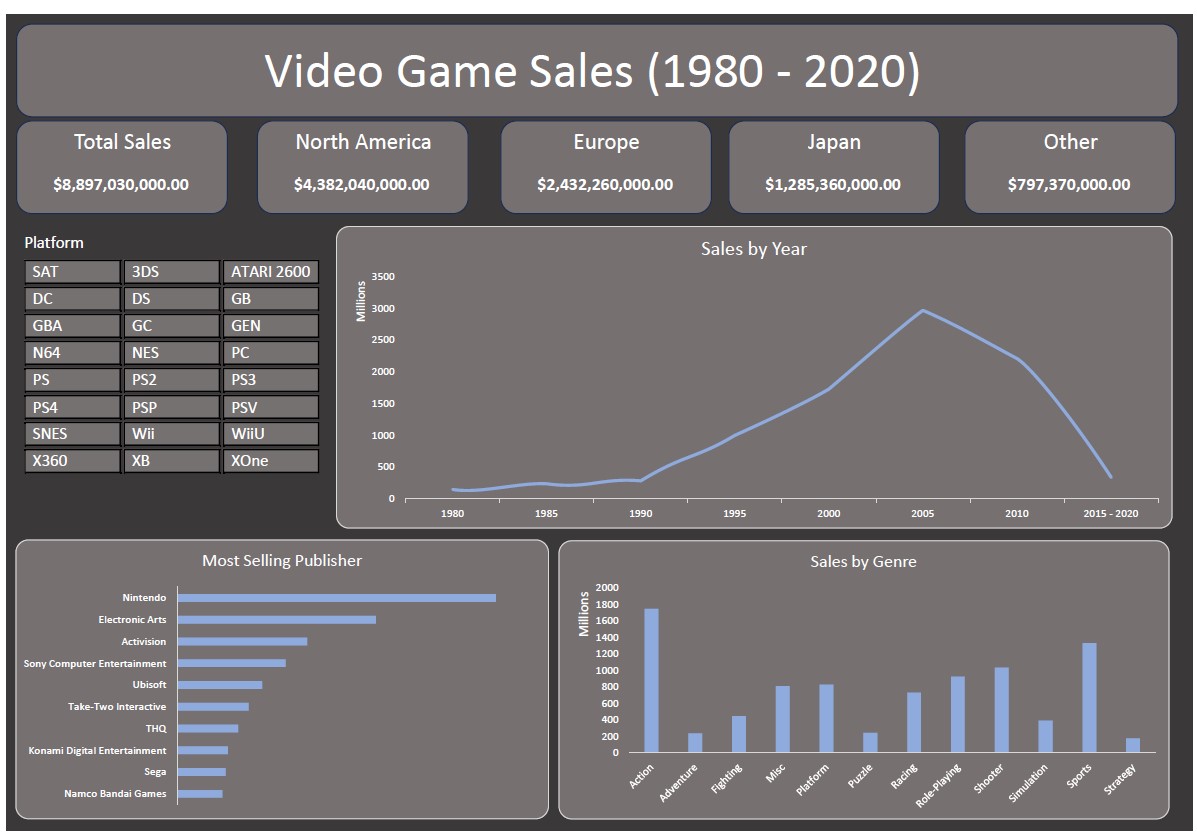 Video Game Sales (1980 - 2020)
Total Sales
$8,897,030,000.00
North America
$4,382,040,000.00
Europe
$2,432,260,000.00
Japan
$1,285,360,000.00
Other
$797,370,000.00
Platform
SAT 3DS ATARI 2600
DC DS GB
GBA GC GEN
N64 NES PC
PS PS2 PS3
PS4 PSP PSV
SNES Wii WiiU
X360 XB XOne
Sales by Year
Millions
3500
3000
2500
2000
1500
1000
500
0
1980 1985 1990 1995 2000 2005 2010 2015 - 2020
Most Selling Publisher
Nintendo
Electronic Arts
Activision
Sony Computer Entertainment
Ubisoft
Take-Two Interactive
THQ
Konami Digital Entertainment
Sega
Namco Bandai Games
Sales by Genre
Millions
2000
1800
1600
1400
1200
1000
800
600
400
200
0
Action Adventure Fighting Misc Platform Puzzle Racing Role-Playing Shooter Simulation Sports Strategy